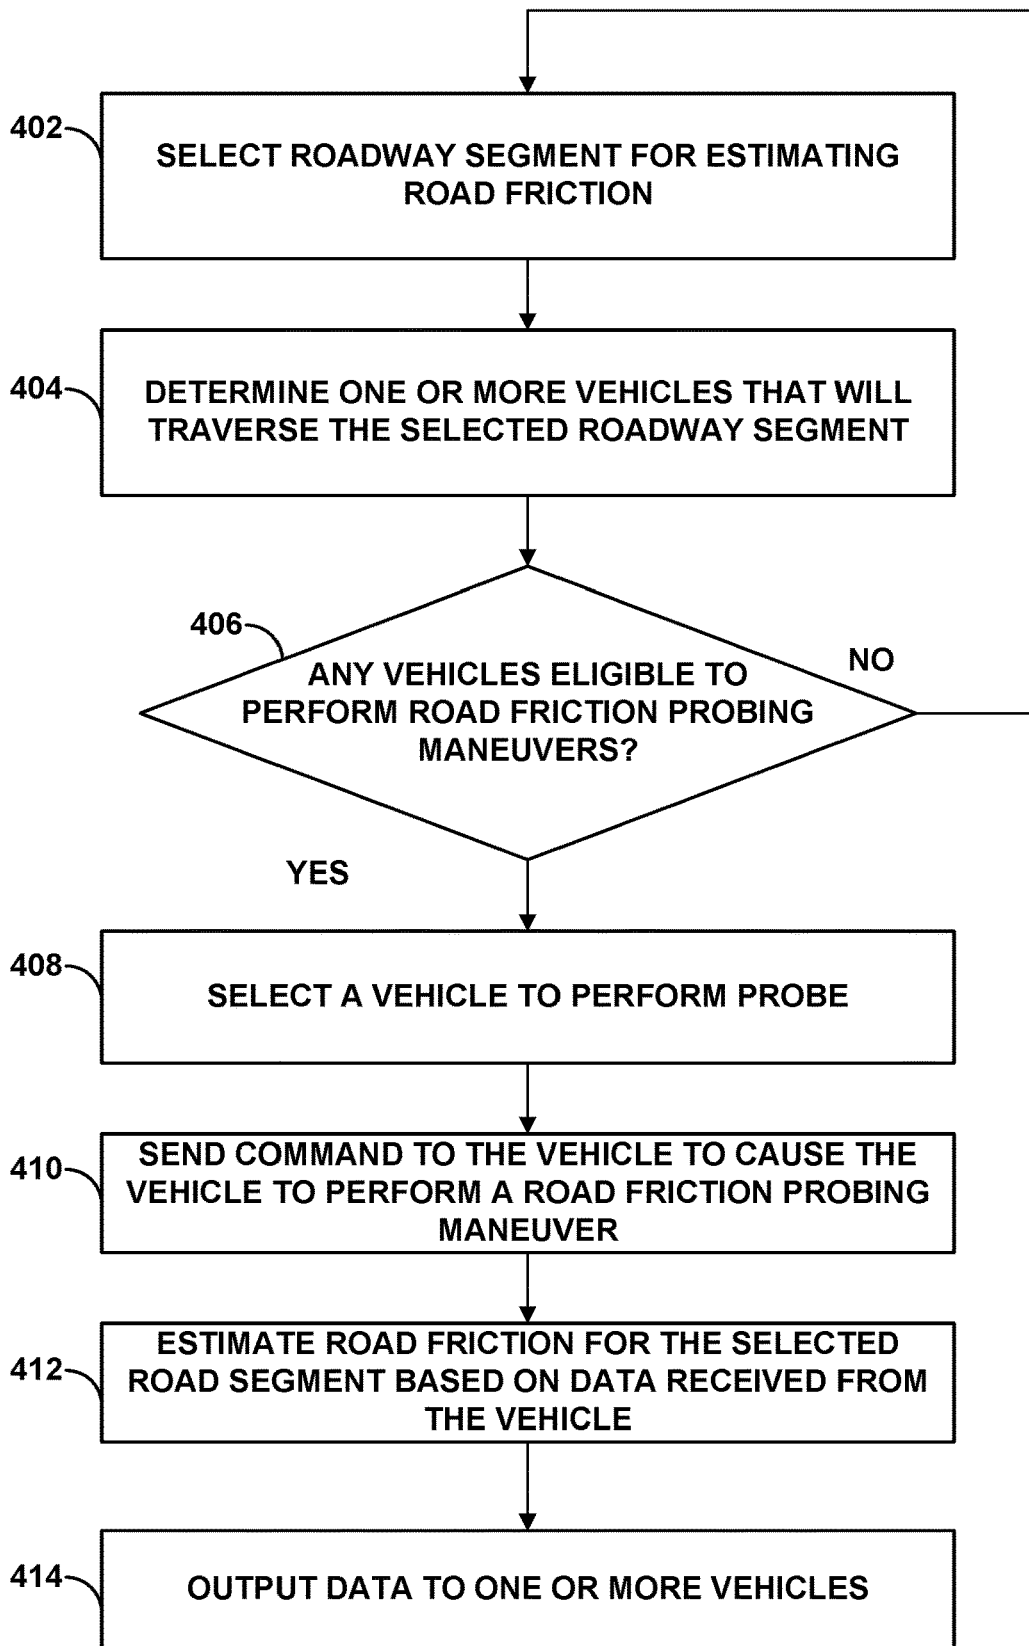 402
SELECT ROADWAY SEGMENT FOR ESTIMATING
ROAD FRICTION
404
DETERMINE ONE OR MORE VEHICLES THAT WILL
TRAVERSE THE SELECTED ROADWAY SEGMENT
406
ANY VEHICLES ELIGIBLE TO
PERFORM ROAD FRICTION PROBING
MANEUVERS?
NO
YES
408
SELECT A VEHICLE TO PERFORM PROBE
410
SEND COMMAND TO THE VEHICLE TO CAUSE THE
VEHICLE TO PERFORM A ROAD FRICTION PROBING
MANEUVER
412
ESTIMATE ROAD FRICTION FOR THE SELECTED
ROAD SEGMENT BASED ON DATA RECEIVED FROM
THE VEHICLE
414
OUTPUT DATA TO ONE OR MORE VEHICLES